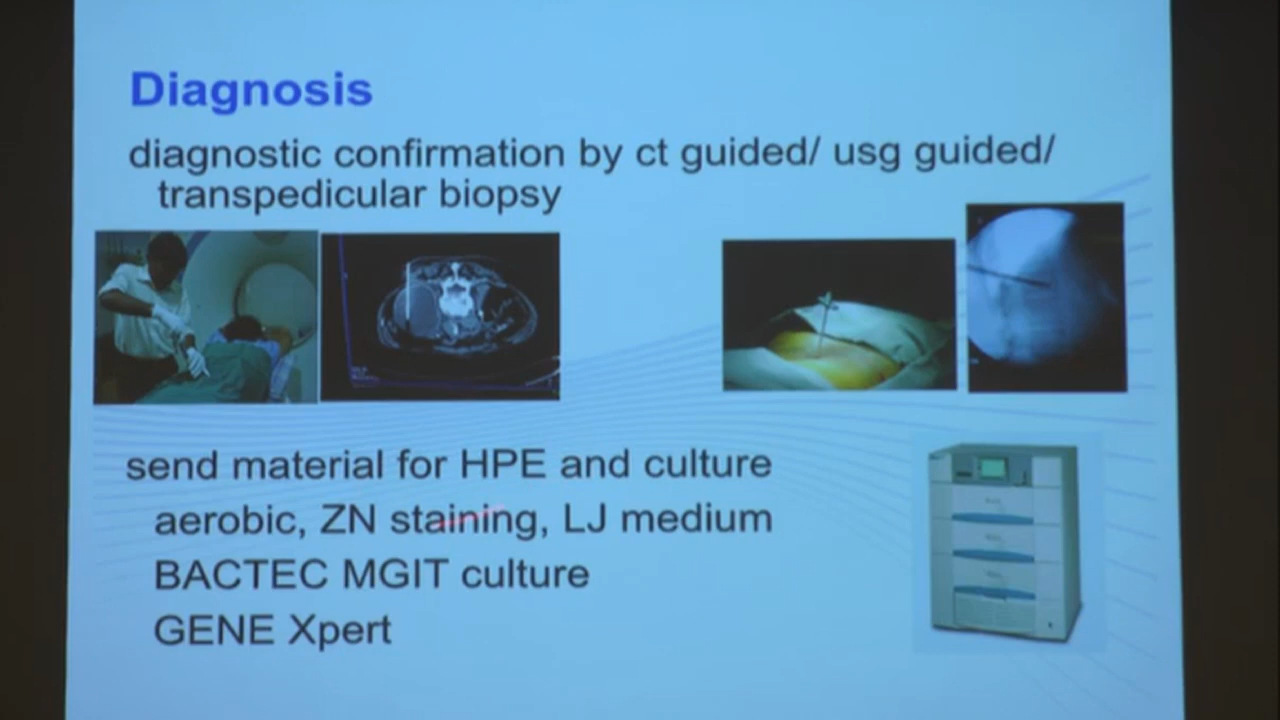 Diagnosis
diagnostic confirmation by ct guided/ usg guided/
transpedicular biopsy
send material for HPE and culture
aerobic, ZN staining, LJ medium
BACTEC MGIT culture
GENE Xpert